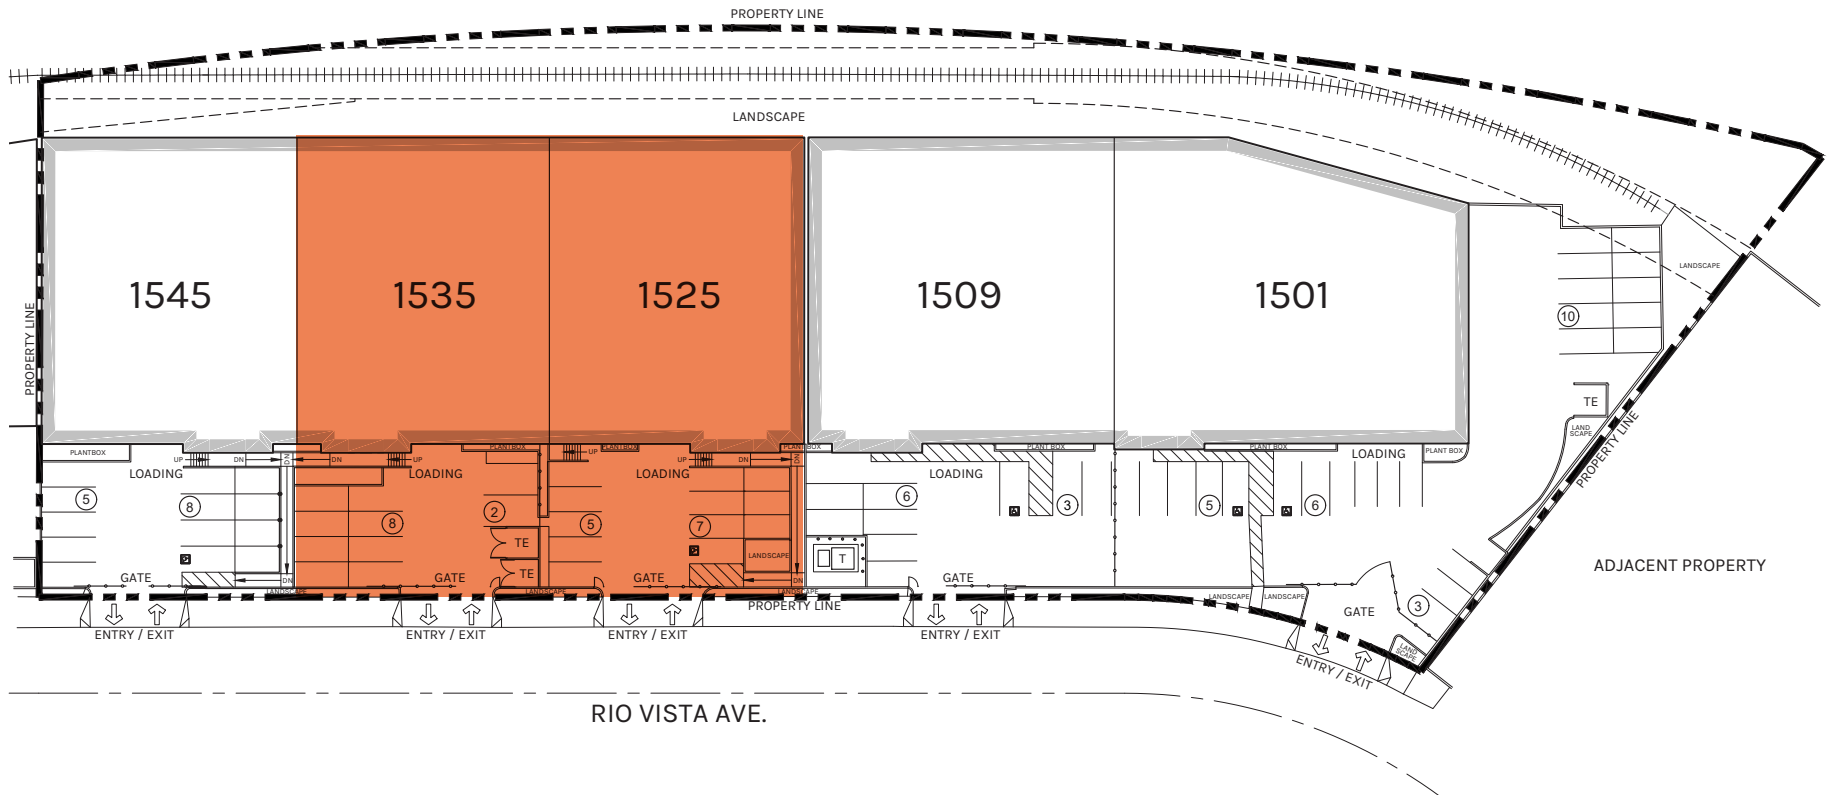 PROPERTY LINE
LANDSCAPE
1545
1535
1525
1509
1501
LANDSCAPE
10
PROPERTY LINE
TE
LAND
SCAPE
PROPERTY LINE
PLANTBOX
PLANTBOX
PLANTBOX
PLANT BOX
PLANT BOX
PLANT BOX
PLANT BOX
UP
DN
DN
DN
UP
UP
UP
DN
DN
LOADING
LOADING
LOADING
LOADING
LOADING
5
8
8
2
5
7
6
3
5
6
TE
TE
LANDSCAPE
T
GATE
DN
GATE
GATE
DN
GATE
ADJACENT PROPERTY
LANDSCAPE
LANDSCAPE
LANDSCAPE
PROPERTY LINE
LANDSCAPE
LANDSCAPE
GATE
3
LAND
SCAPE
ENTRY / EXIT
ENTRY / EXIT
ENTRY / EXIT
ENTRY / EXIT
ENTRY / EXIT
RIO VISTA AVE.